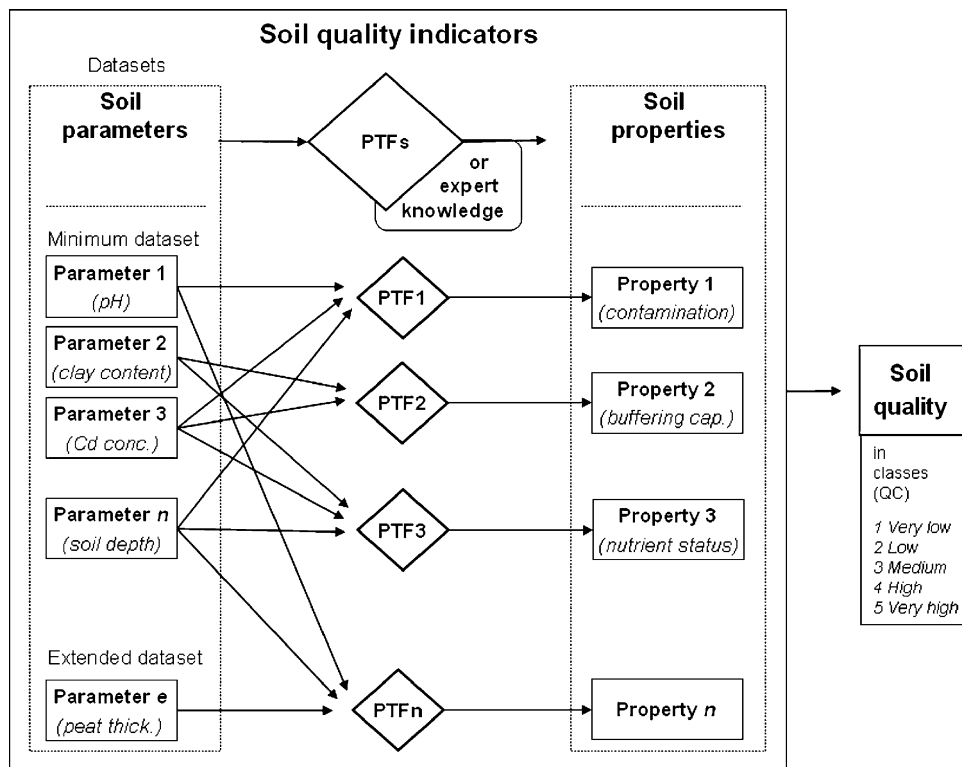 Soil quality indicators
Datasets
Soil
parameters
PTFs
or
expert
knowledge
Soil
properties
Minimum dataset
Parameter 1
(pH)
PTF1
Property 1
(contamination)
Parameter 2
(clay content)
PTF2
Property 2
(buffering cap.)
Parameter 3
(Cd conc.)
Parameter n
(soil depth)
PTF3
Property 3
(nutrient status)
Extended dataset
Parameter e
(peat thick.)
PTFn
Property n
Soil
quality
in
classes
(QC)
1 Very low
2 Low
3 Medium
4 High
5 Very high